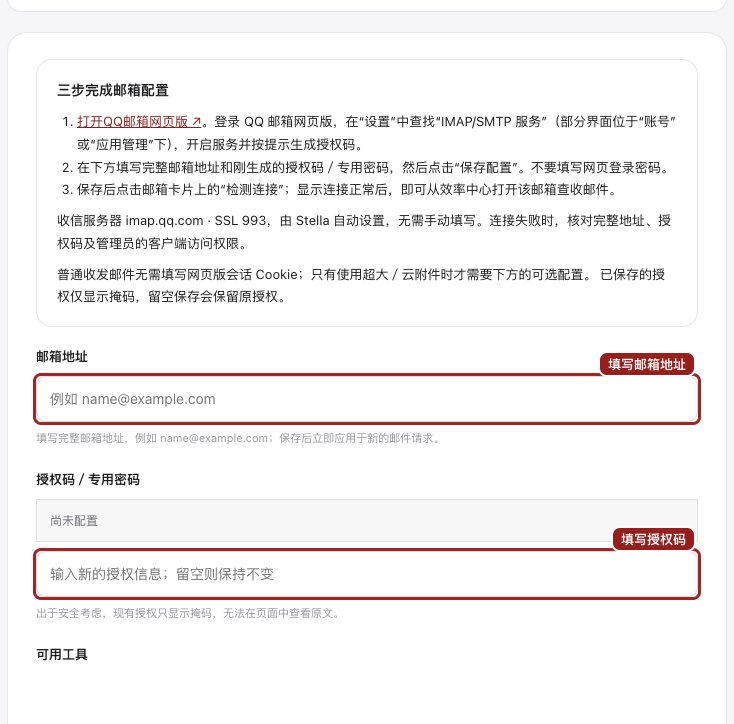 三步完成邮箱配置
1. 打开QQ邮箱网页版 ↗。登录 QQ 邮箱网页版，在“设置”中查找“IMAP/SMTP 服务”（部分界面位于“账号”
或“应用管理”下），开启服务并按提示生成授权码。
2. 在下方填写完整邮箱地址和刚生成的授权码 / 专用密码，然后点击“保存配置”。不要填写网页登录密码。
3. 保存后点击邮箱卡片上的“检测连接”；显示连接正常后，即可从效率中心打开该邮箱查收邮件。
收信服务器 imap.qq.com · SSL 993，由 Stella 自动设置，无需手动填写。连接失败时，核对完整地址、授
权码及管理员的客户端访问权限。
普通收发邮件无需填写网页版会话 Cookie；只有使用超大 / 云附件时才需要下方的可选配置。 已保存的授
权仅显示掩码，留空保存会保留原授权。
邮箱地址
填写邮箱地址
例如 name@example.com
填写完整邮箱地址，例如 name@example.com；保存后立即应用于新的邮件请求。
授权码 / 专用密码
尚未配置
填写授权码
输入新的授权信息；留空则保持不变
出于安全考虑，现有授权只显示掩码，无法在页面中查看原文。
可用工具